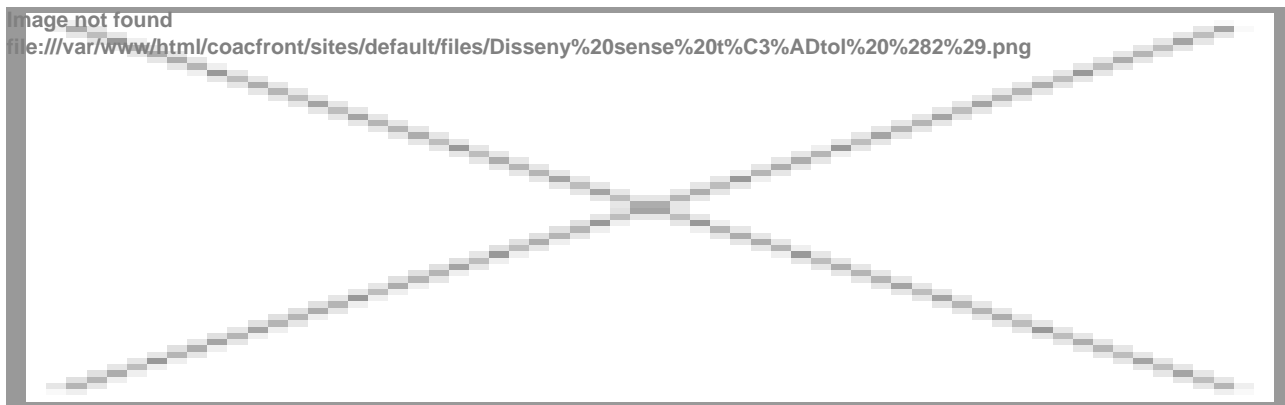 Image not found
file:///var/www/html/coacfront/sites/default/files/Disseny%20sense%20t%C3%ADtol%20%282%29.png